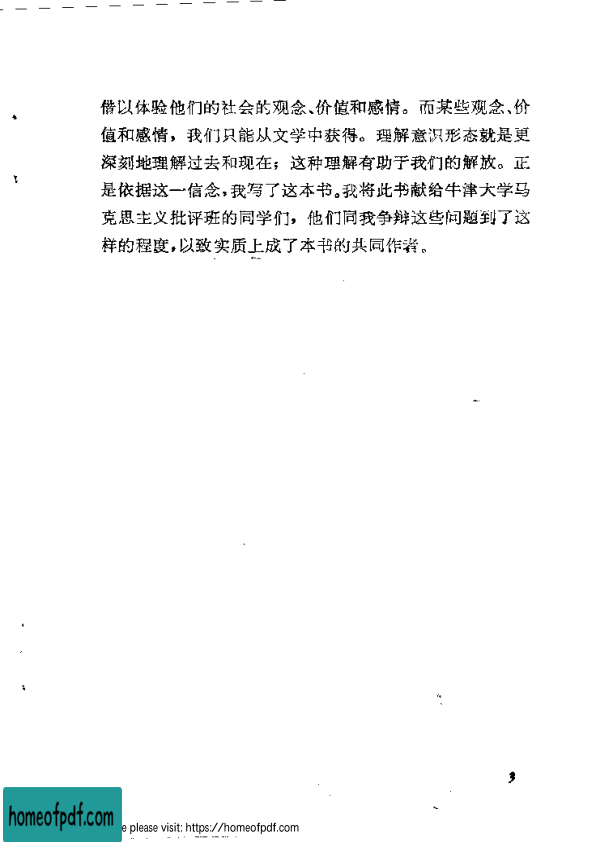 借以体验他们的社会的观念、价值和感情。而某些观念、价
值和感情，我们只能从文学中获得。理解意识形态就是更
深刻地理解过去和现在；这种理解有助于我们的解放。正
是依据这一信念，我写了这本书。我将此书献给牛津大学马
克思主义批评班的同学们，他们同我争辩这些问题到了这
样的程度，以致实质上成了本书的共同作者。
3
homeofpdf.com
e please visit: https://homeofpdf.com